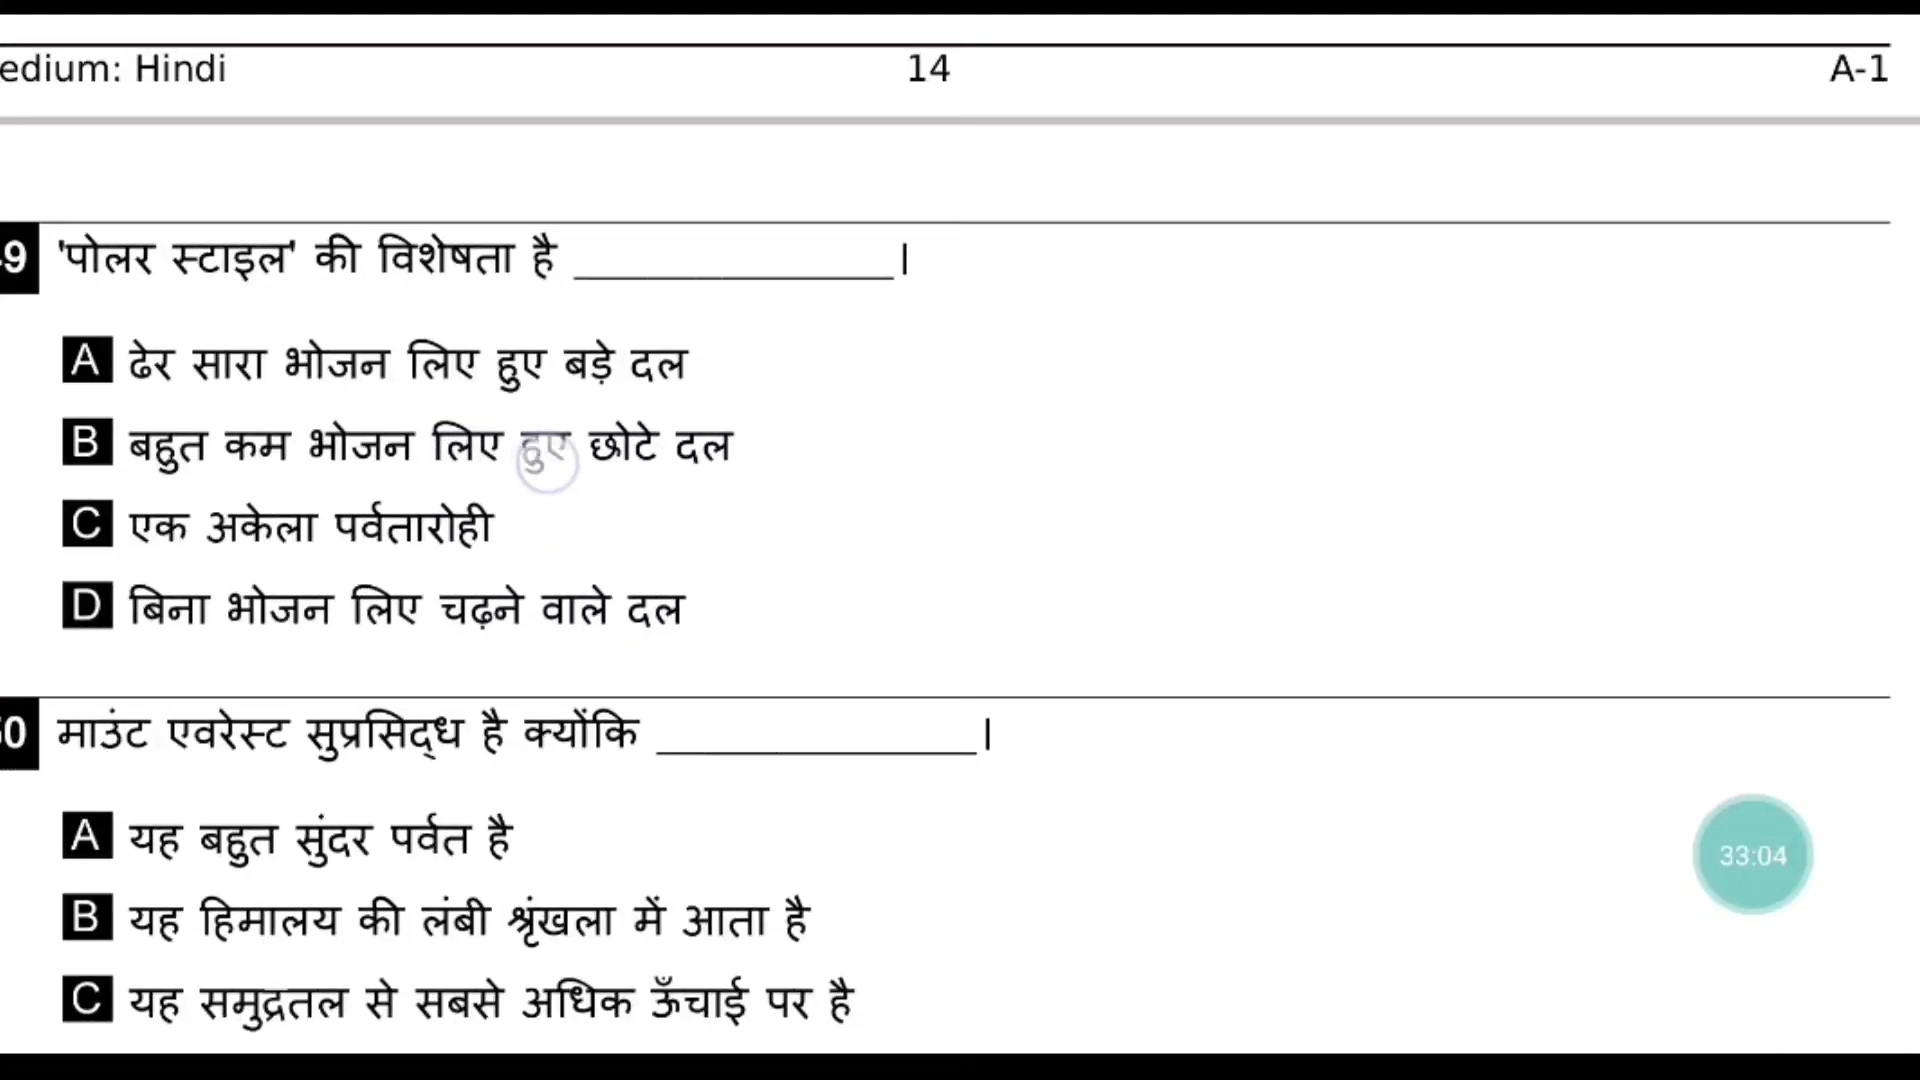 edium: Hindi 14 A-1
9 'पोलर स्टाइल' की विशेषता है ________________।
A ढेर सारा भोजन लिए हुए बड़े दल
B बहुत कम भोजन लिए हुए छोटे दल
C एक अकेला पर्वतारोही
D बिना भोजन लिए चढ़ने वाले दल
0 माउंट एवरेस्ट सुप्रसिद्ध है क्योंकि ________________।
A यह बहुत सुंदर पर्वत है
B यह हिमालय की लंबी श्रृंखला में आता है
33:04
C यह समुद्रतल से सबसे अधिक ऊँचाई पर है